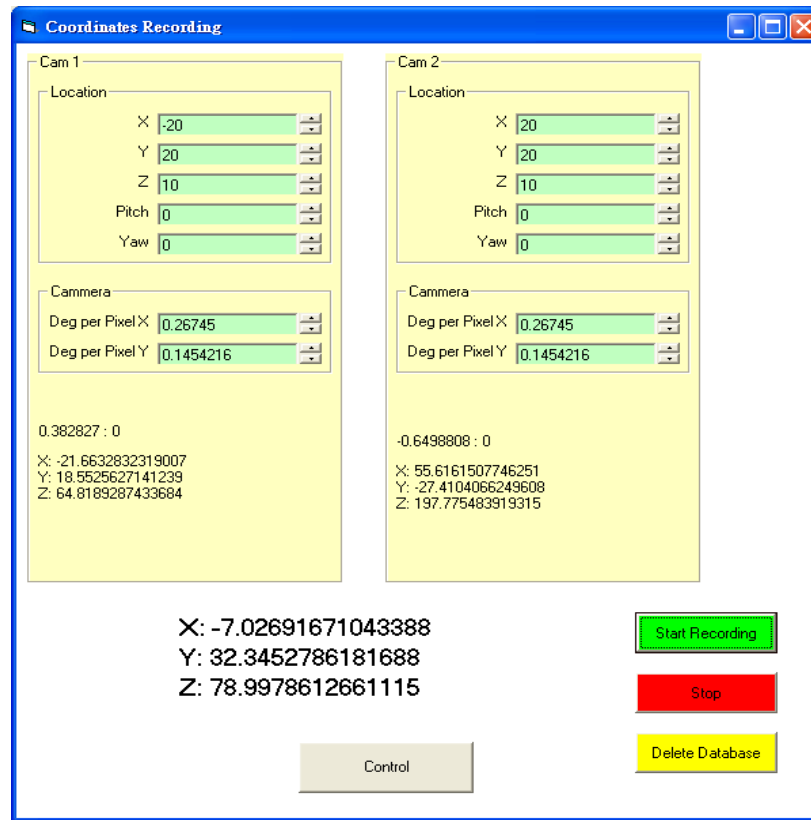 Coordinates Recording
Cam 1
Location
X -20
Y 20
Z 10
Pitch 0
Yaw 0
Cammera
Deg per Pixel X 0.26745
Deg per Pixel Y 0.1454216
0.382827 : 0
X: -21.6632832319007
Y: 18.5525627141239
Z: 64.8189287433684
Cam 2
Location
X 20
Y 20
Z 10
Pitch 0
Yaw 0
Cammera
Deg per Pixel X 0.26745
Deg per Pixel Y 0.1454216
-0.6498808 : 0
X: 55.6161507746251
Y: -27.4104066249608
Z: 197.775483919315
X: -7.02691671043388
Y: 32.3452786181688
Z: 78.9978612661115
Start Recording
Stop
Delete Database
Control